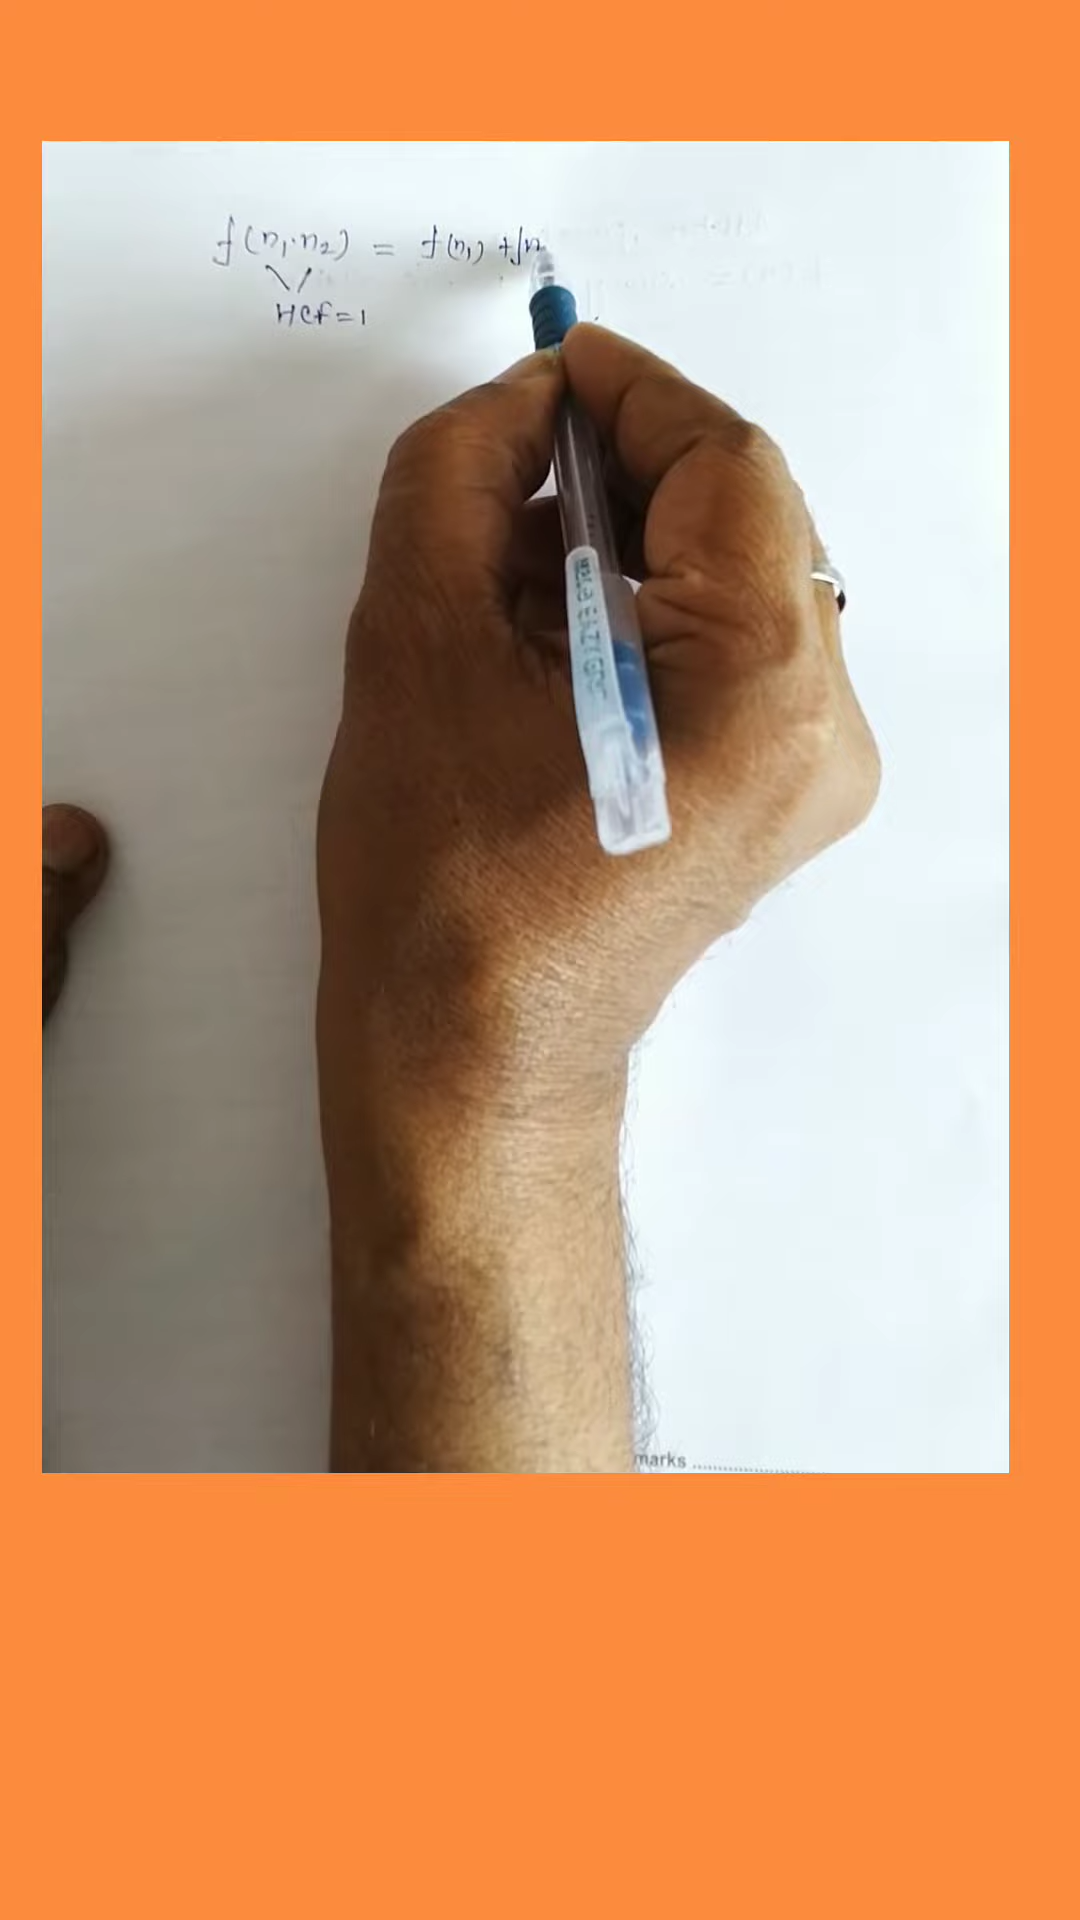 f(n₁·n₂) = f(n₁) + f(n
HCF = 1
marks ....................